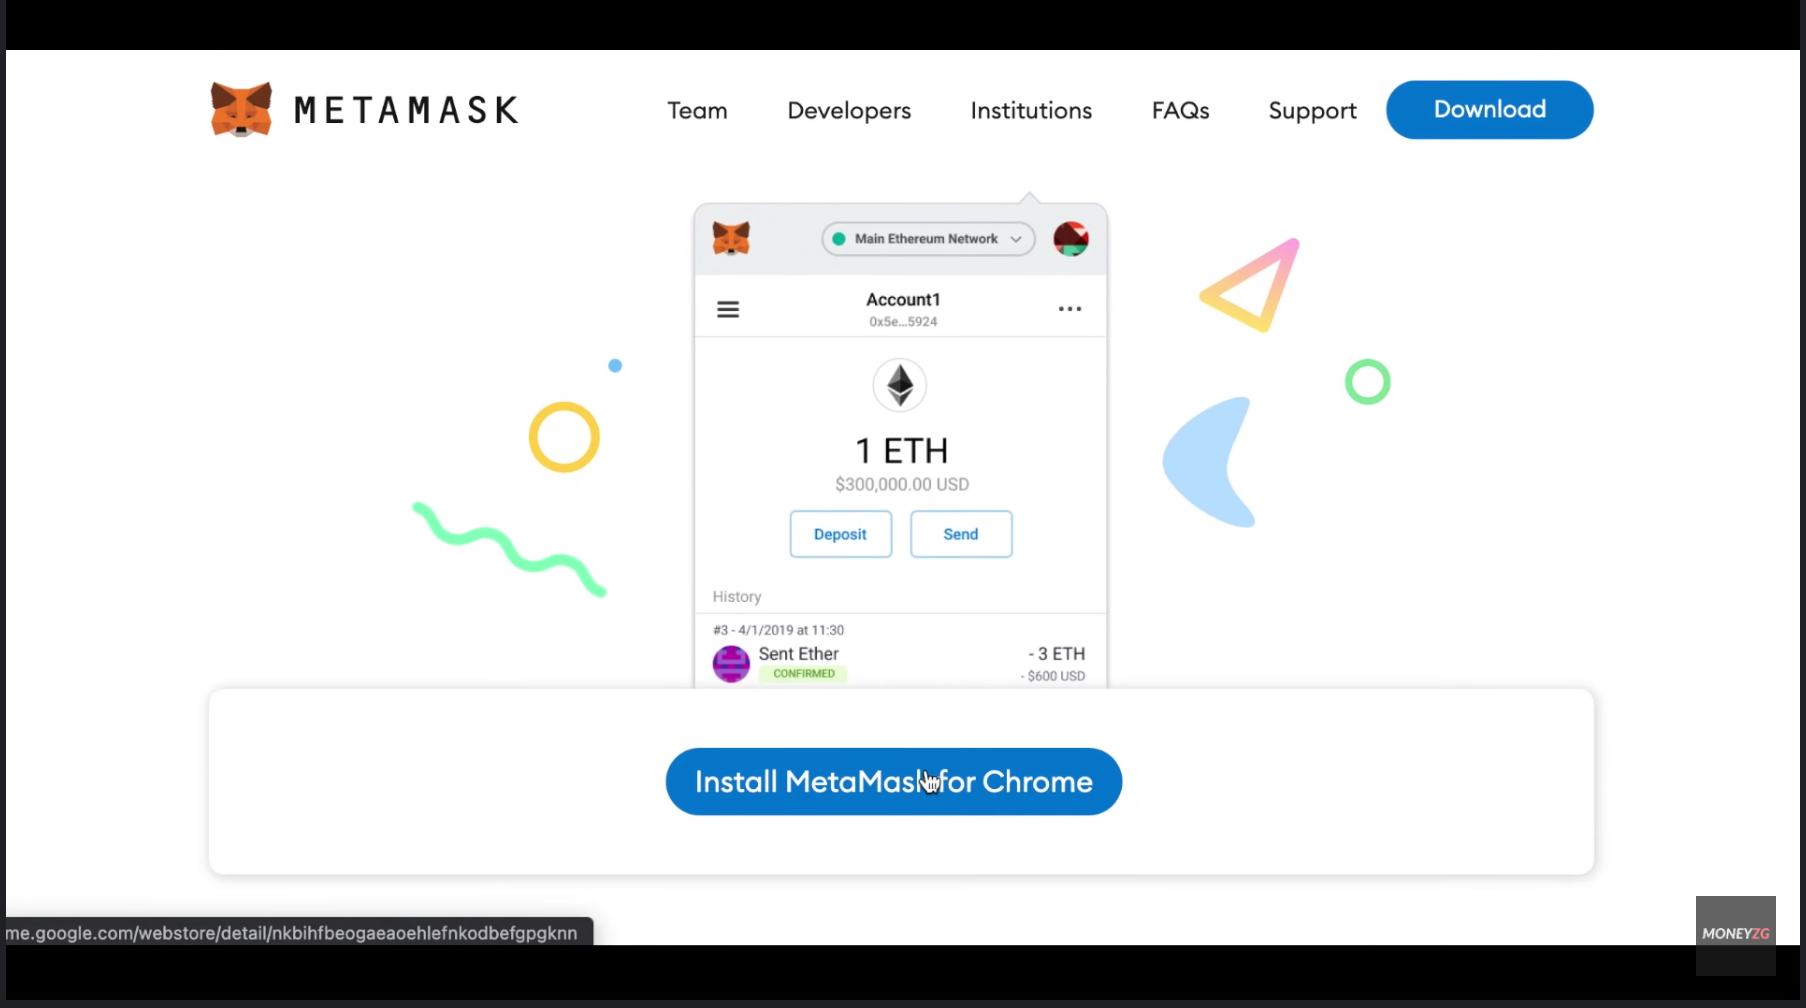 METAMASK
Team Developers Institutions FAQs Support Download
Main Ethereum Network
Account1
0x5e...5924
1 ETH
$300,000.00 USD
Deposit Send
History
#3 - 4/1/2019 at 11:30
Sent Ether - 3 ETH
CONFIRMED - $600 USD
Install MetaMask for Chrome
me.google.com/webstore/detail/nkbihfbeogaeaoehlefnkodbefgpgknn
MONEYZG